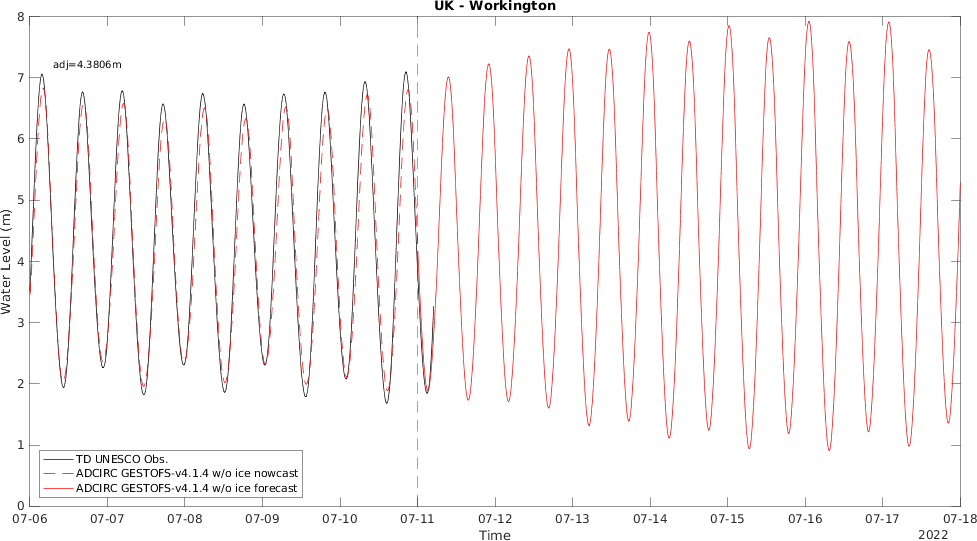 UK - Workington
8
7
6
5
4
3
2
1
0
Water Level (m)
adj=4.3806m
TD UNESCO Obs.
ADCIRC GESTOFS-v4.1.4 w/o ice nowcast
ADCIRC GESTOFS-v4.1.4 w/o ice forecast
07-06 07-07 07-08 07-09 07-10 07-11 07-12 07-13 07-14 07-15 07-16 07-17 07-18
Time
2022